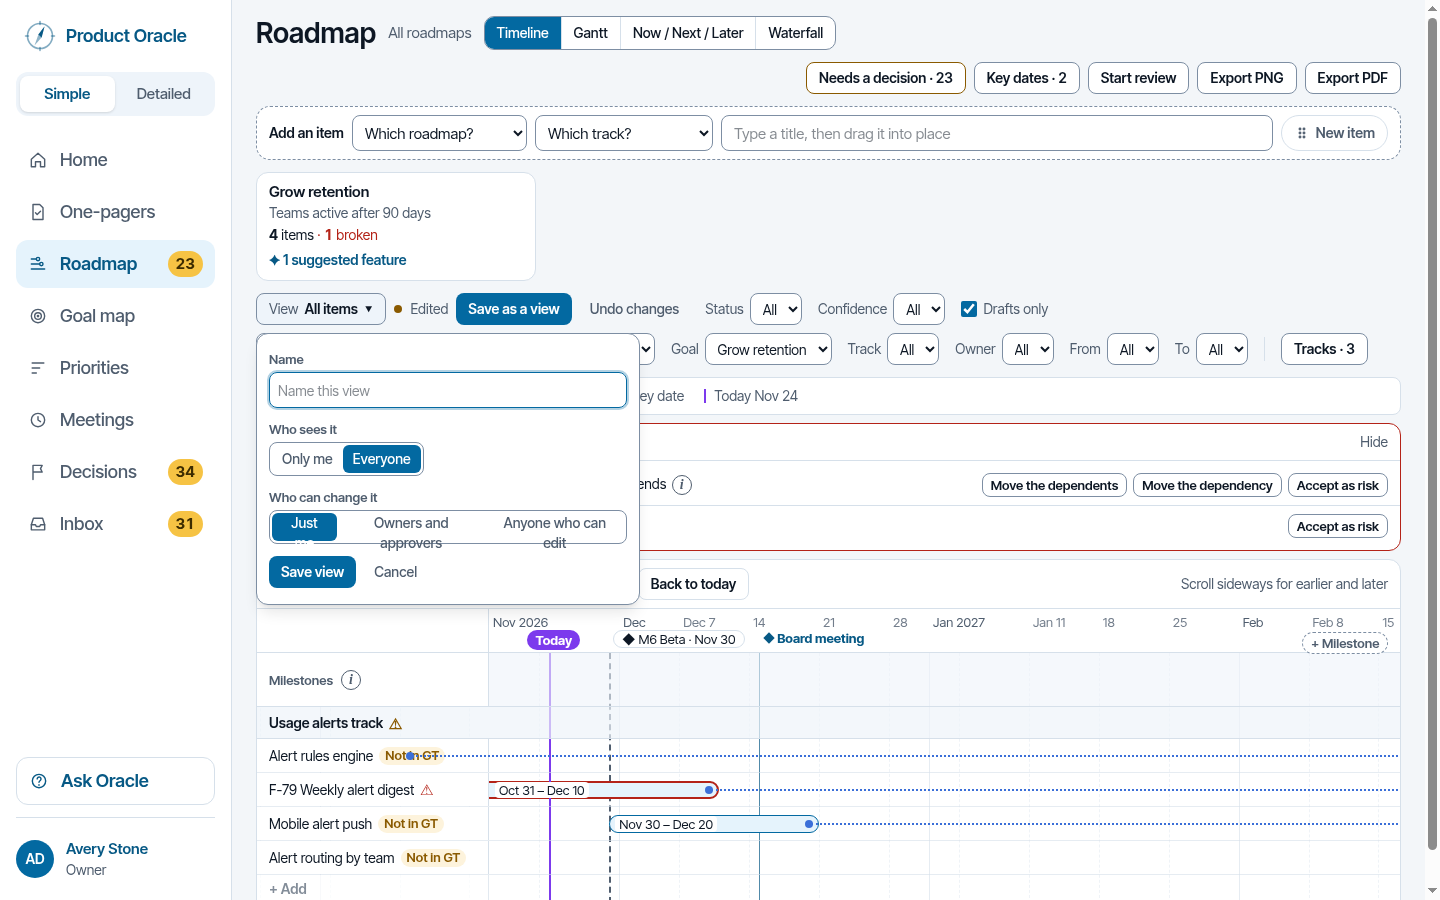 Product Oracle
Simple
Detailed
Home
One-pagers
Roadmap 23
Goal map
Priorities
Meetings
Decisions 34
Inbox 31
Ask Oracle
AD
Avery Stone
Owner
Roadmap All roadmaps Timeline Gantt Now / Next / Later Waterfall
Needs a decision · 23 Key dates · 2 Start review Export PNG Export PDF
Add an item Which roadmap? Which track? Type a title, then drag it into place New item
Grow retention
Teams active after 90 days
4 items · 1 broken
1 suggested feature
View All items Edited Save as a view Undo changes Status All Confidence All Drafts only
Goal Grow retention Track All Owner All From All To All Tracks · 3
Name
Name this view
Who sees it
Only me Everyone
Who can change it
Just
Owners and approvers
Anyone who can edit
Save view Cancel
ey date Today Nov 24
Hide
ends i Move the dependents Move the dependency Accept as risk
Accept as risk
Back to today Scroll sideways for earlier and later
Nov 2026 Dec Dec 7 14 21 28 Jan 2027 Jan 11 18 25 Feb Feb 8 15
Today M6 Beta · Nov 30 Board meeting + Milestone
Milestones i
Usage alerts track
Alert rules engine Not in GT
F-79 Weekly alert digest Oct 31 – Dec 10
Mobile alert push Not in GT Nov 30 – Dec 20
Alert routing by team Not in GT
+ Add